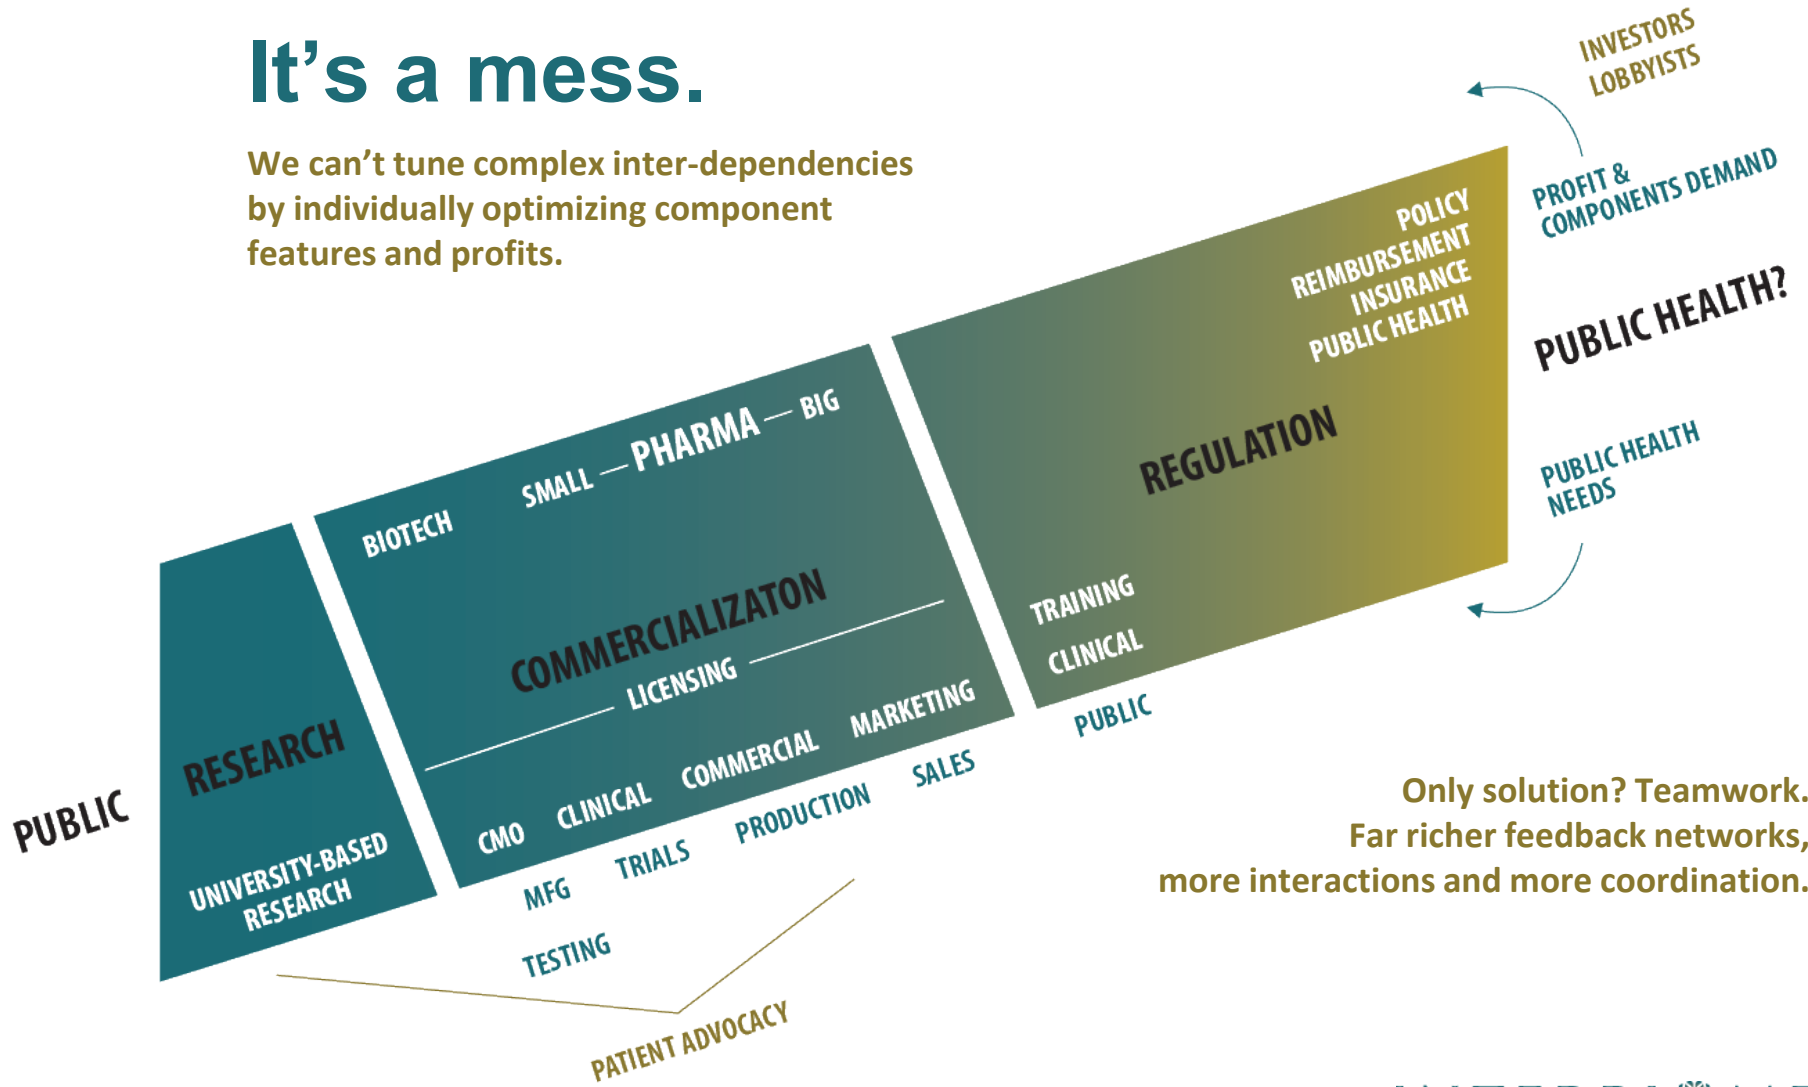 It's a mess.
We can't tune complex inter-dependencies
by individually optimizing component
features and profits.
INVESTORS
LOBBYISTS
PROFIT &
COMPONENTS DEMAND
PUBLIC HEALTH?
PUBLIC HEALTH
NEEDS
POLICY
REIMBURSEMENT
INSURANCE
PUBLIC HEALTH
REGULATION
TRAINING
CLINICAL
PUBLIC
BIOTECH
SMALL — PHARMA — BIG
COMMERCIALIZATON
LICENSING
CMO CLINICAL COMMERCIAL MARKETING
MFG TRIALS PRODUCTION SALES
TESTING
PUBLIC
RESEARCH
UNIVERSITY-BASED
RESEARCH
PATIENT ADVOCACY
Only solution? Teamwork.
Far richer feedback networks,
more interactions and more coordination.